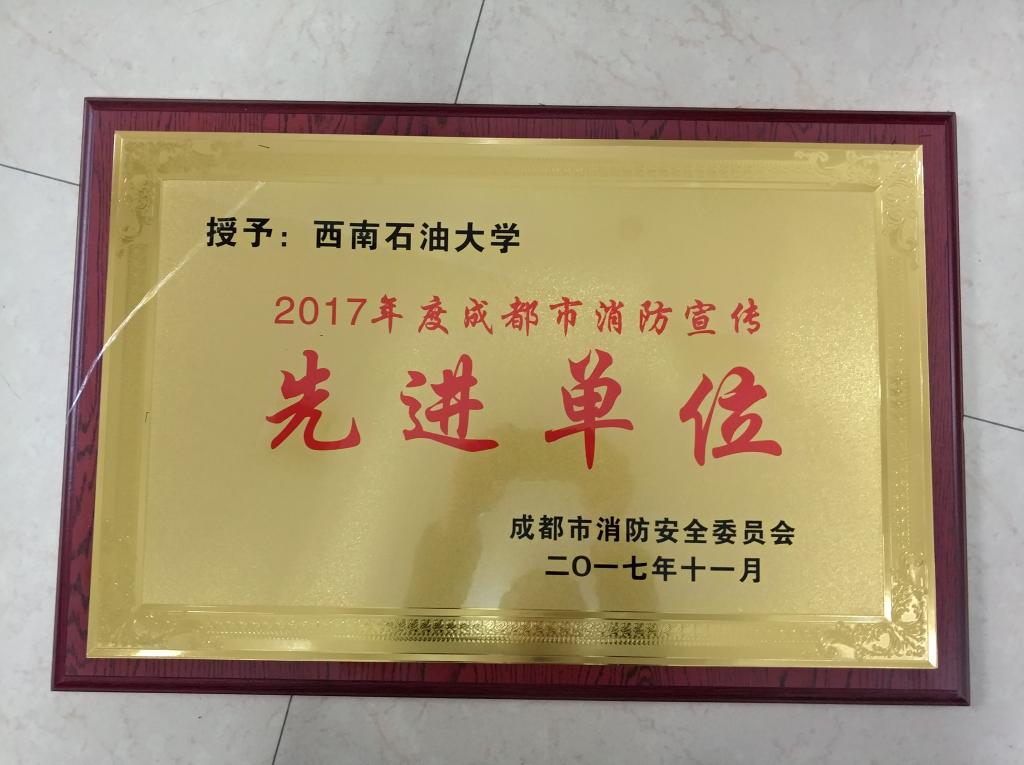 授予：西南石油大学
2017年度成都市消防宣传
先进单位
成都市消防安全委员会
二〇一七年十一月